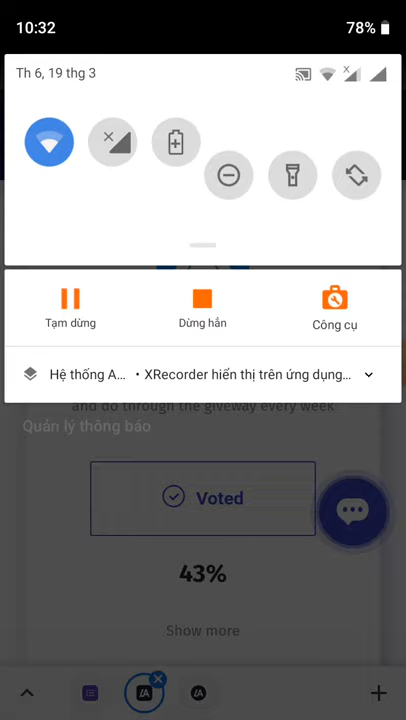 10:32
78%
Th 6, 19 thg 3
Tạm dừng
Dừng hẳn
Công cụ
Hệ thống A... • XRecorder hiển thị trên ứng dụng...
and do through the giveway every week
Quản lý thông báo
Voted
43%
Show more